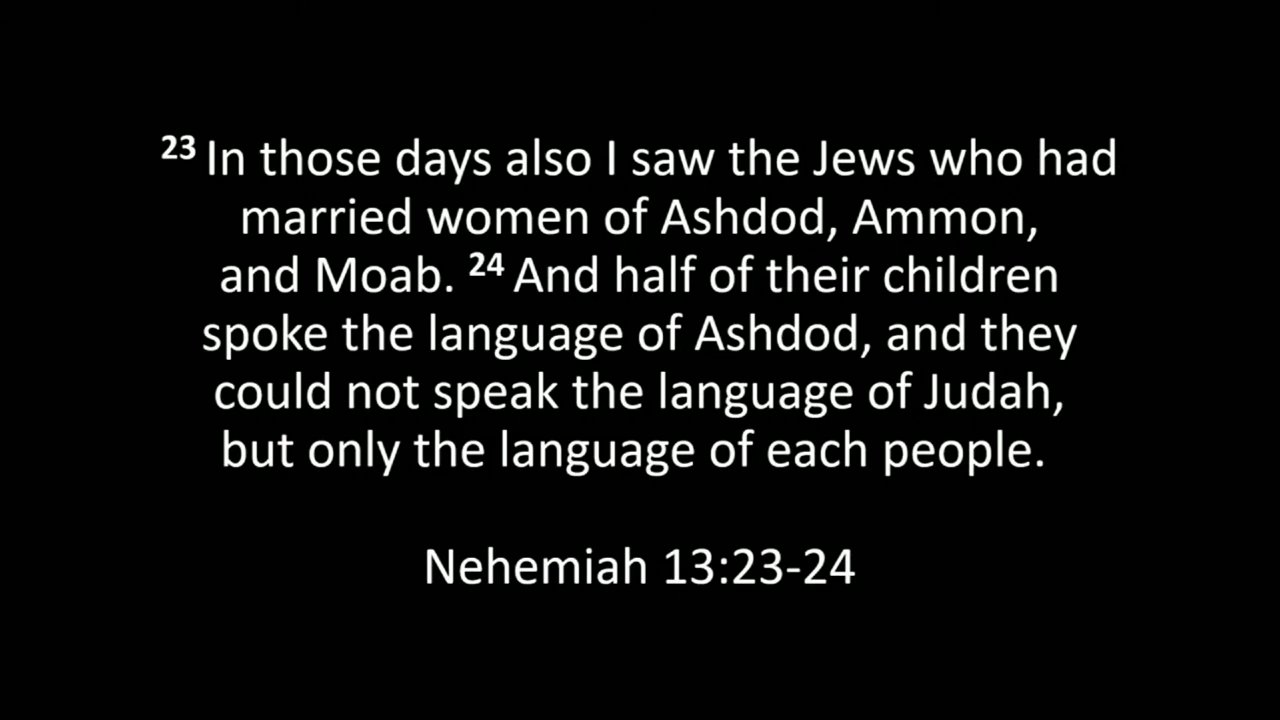 23 In those days also I saw the Jews who had
married women of Ashdod, Ammon,
and Moab. 24 And half of their children
spoke the language of Ashdod, and they
could not speak the language of Judah,
but only the language of each people.
Nehemiah 13:23-24